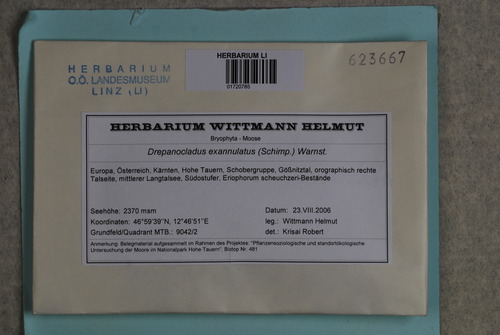 HERBARIUM
O.Ö. LANDESMUSEUM
LINZ (LI)
HERBARIUM LI
01720785
623667
HERBARIUM WITTMANN HELMUT
Bryophyta - Moose
Drepanocladus exannulatus (Schimp.) Warnst.
Europa, Österreich, Kärnten, Hohe Tauern, Schobergruppe, Gößnitztal, orographisch rechte
Talseite, mittlerer Langtalsee, Südostufer, Eriophorum scheuchzeri-Bestände
Seehöhe: 2370 msm
Datum: 23.VIII.2006
Koordinaten: 46°59'39"N, 12°46'51"E
leg.: Wittmann Helmut
Grundfeld/Quadrant MTB.: 9042/2
det.: Krisai Robert
Anmerkung: Belegmaterial aufgesammelt im Rahmen des Projektes: "Pflanzensoziologische und standortökologische
Untersuchung der Moore im Nationalpark Hohe Tauern", Biotop Nr. 481